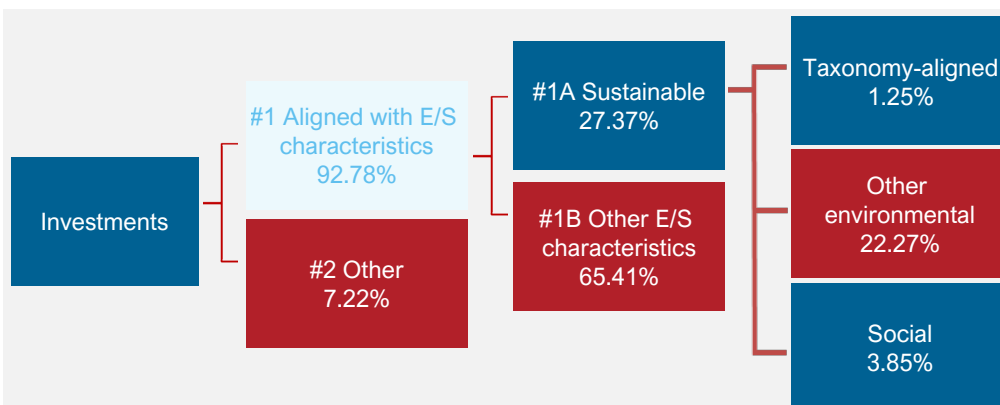 Investments
#1 Aligned with E/S
characteristics
92.78%
#2 Other
7.22%
#1A Sustainable
27.37%
#1B Other E/S
characteristics
65.41%
Taxonomy-aligned
1.25%
Other
environmental
22.27%
Social
3.85%